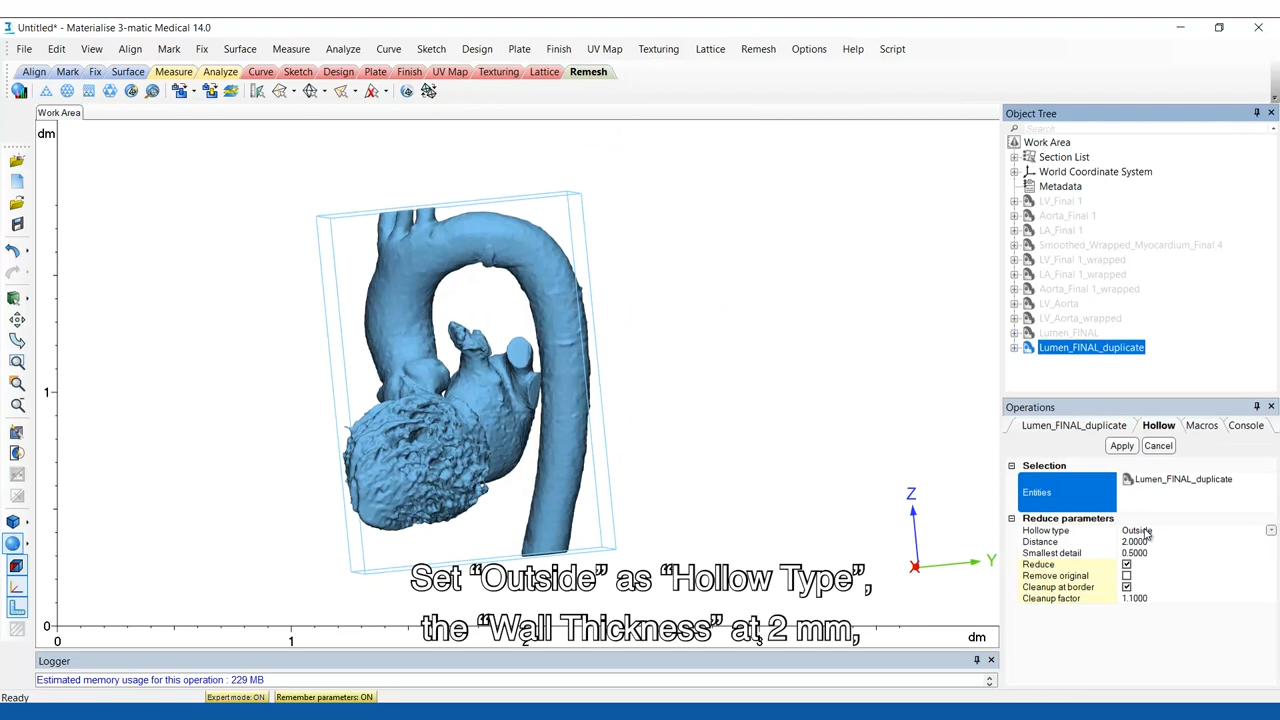 Untitled* - Materialise 3-matic Medical 14.0
File Edit View Align Mark Fix Surface Measure Analyze Curve Sketch Design Plate Finish UV Map Texturing Lattice Remesh Options Help Script
Align Mark Fix Surface Measure Analyze Curve Sketch Design Plate Finish UV Map Texturing Lattice Remesh
Work Area
dm
1
0
0
1
2
3
dm
Z
Y
X
Object Tree
Search
Work Area
Section List
World Coordinate System
Metadata
LV_Final 1
Aorta_Final 1
LA_Final 1
Smoothed_Wrapped_Myocardium_Final 4
LV_Final 1_wrapped
LA_Final 1_wrapped
Aorta_Final 1_wrapped
LV_Aorta
LV_Aorta_wrapped
Lumen_FINAL
Lumen_FINAL_duplicate
Operations
Lumen_FINAL_duplicate Hollow Macros Console
Apply Cancel
Selection
Entities Lumen_FINAL_duplicate
Reduce parameters
Hollow type Outside
Distance 2.0000
Smallest detail 0.5000
Reduce
Remove original
Cleanup at border
Cleanup factor 1.1000
Set “Outside” as “Hollow Type”,
the “Wall Thickness” at 2 mm,
Logger
Estimated memory usage for this operation : 229 MB
Ready Expert mode: ON Remember parameters: ON